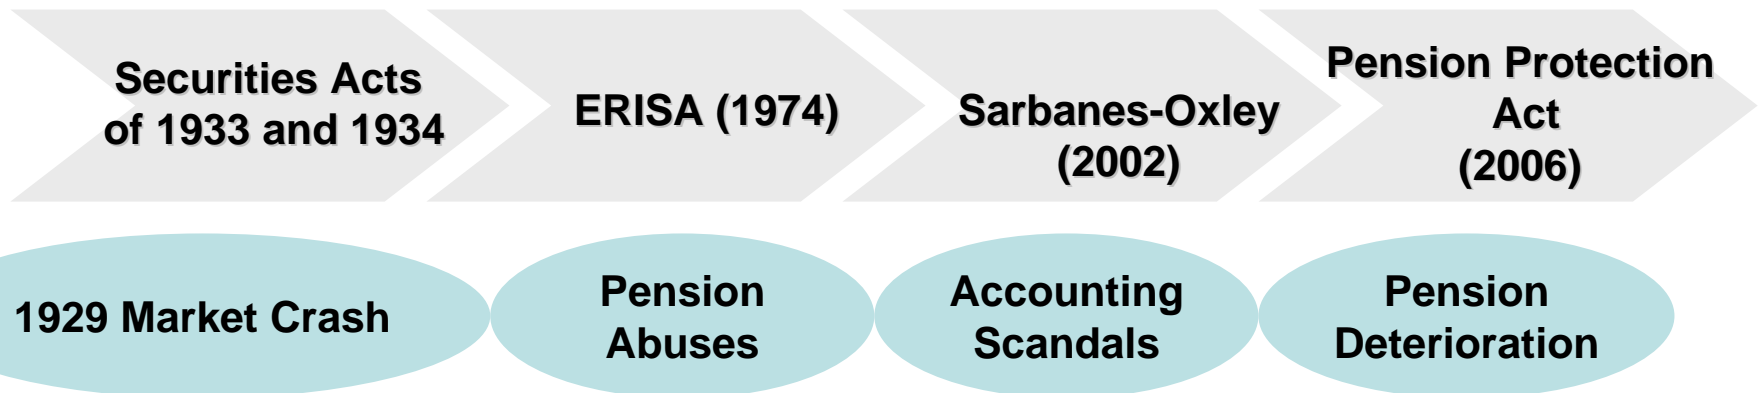 Securities Acts
of 1933 and 1934
ERISA (1974)
Sarbanes-Oxley
(2002)
Pension Protection
Act
(2006)
1929 Market Crash
Pension
Abuses
Accounting
Scandals
Pension
Deterioration